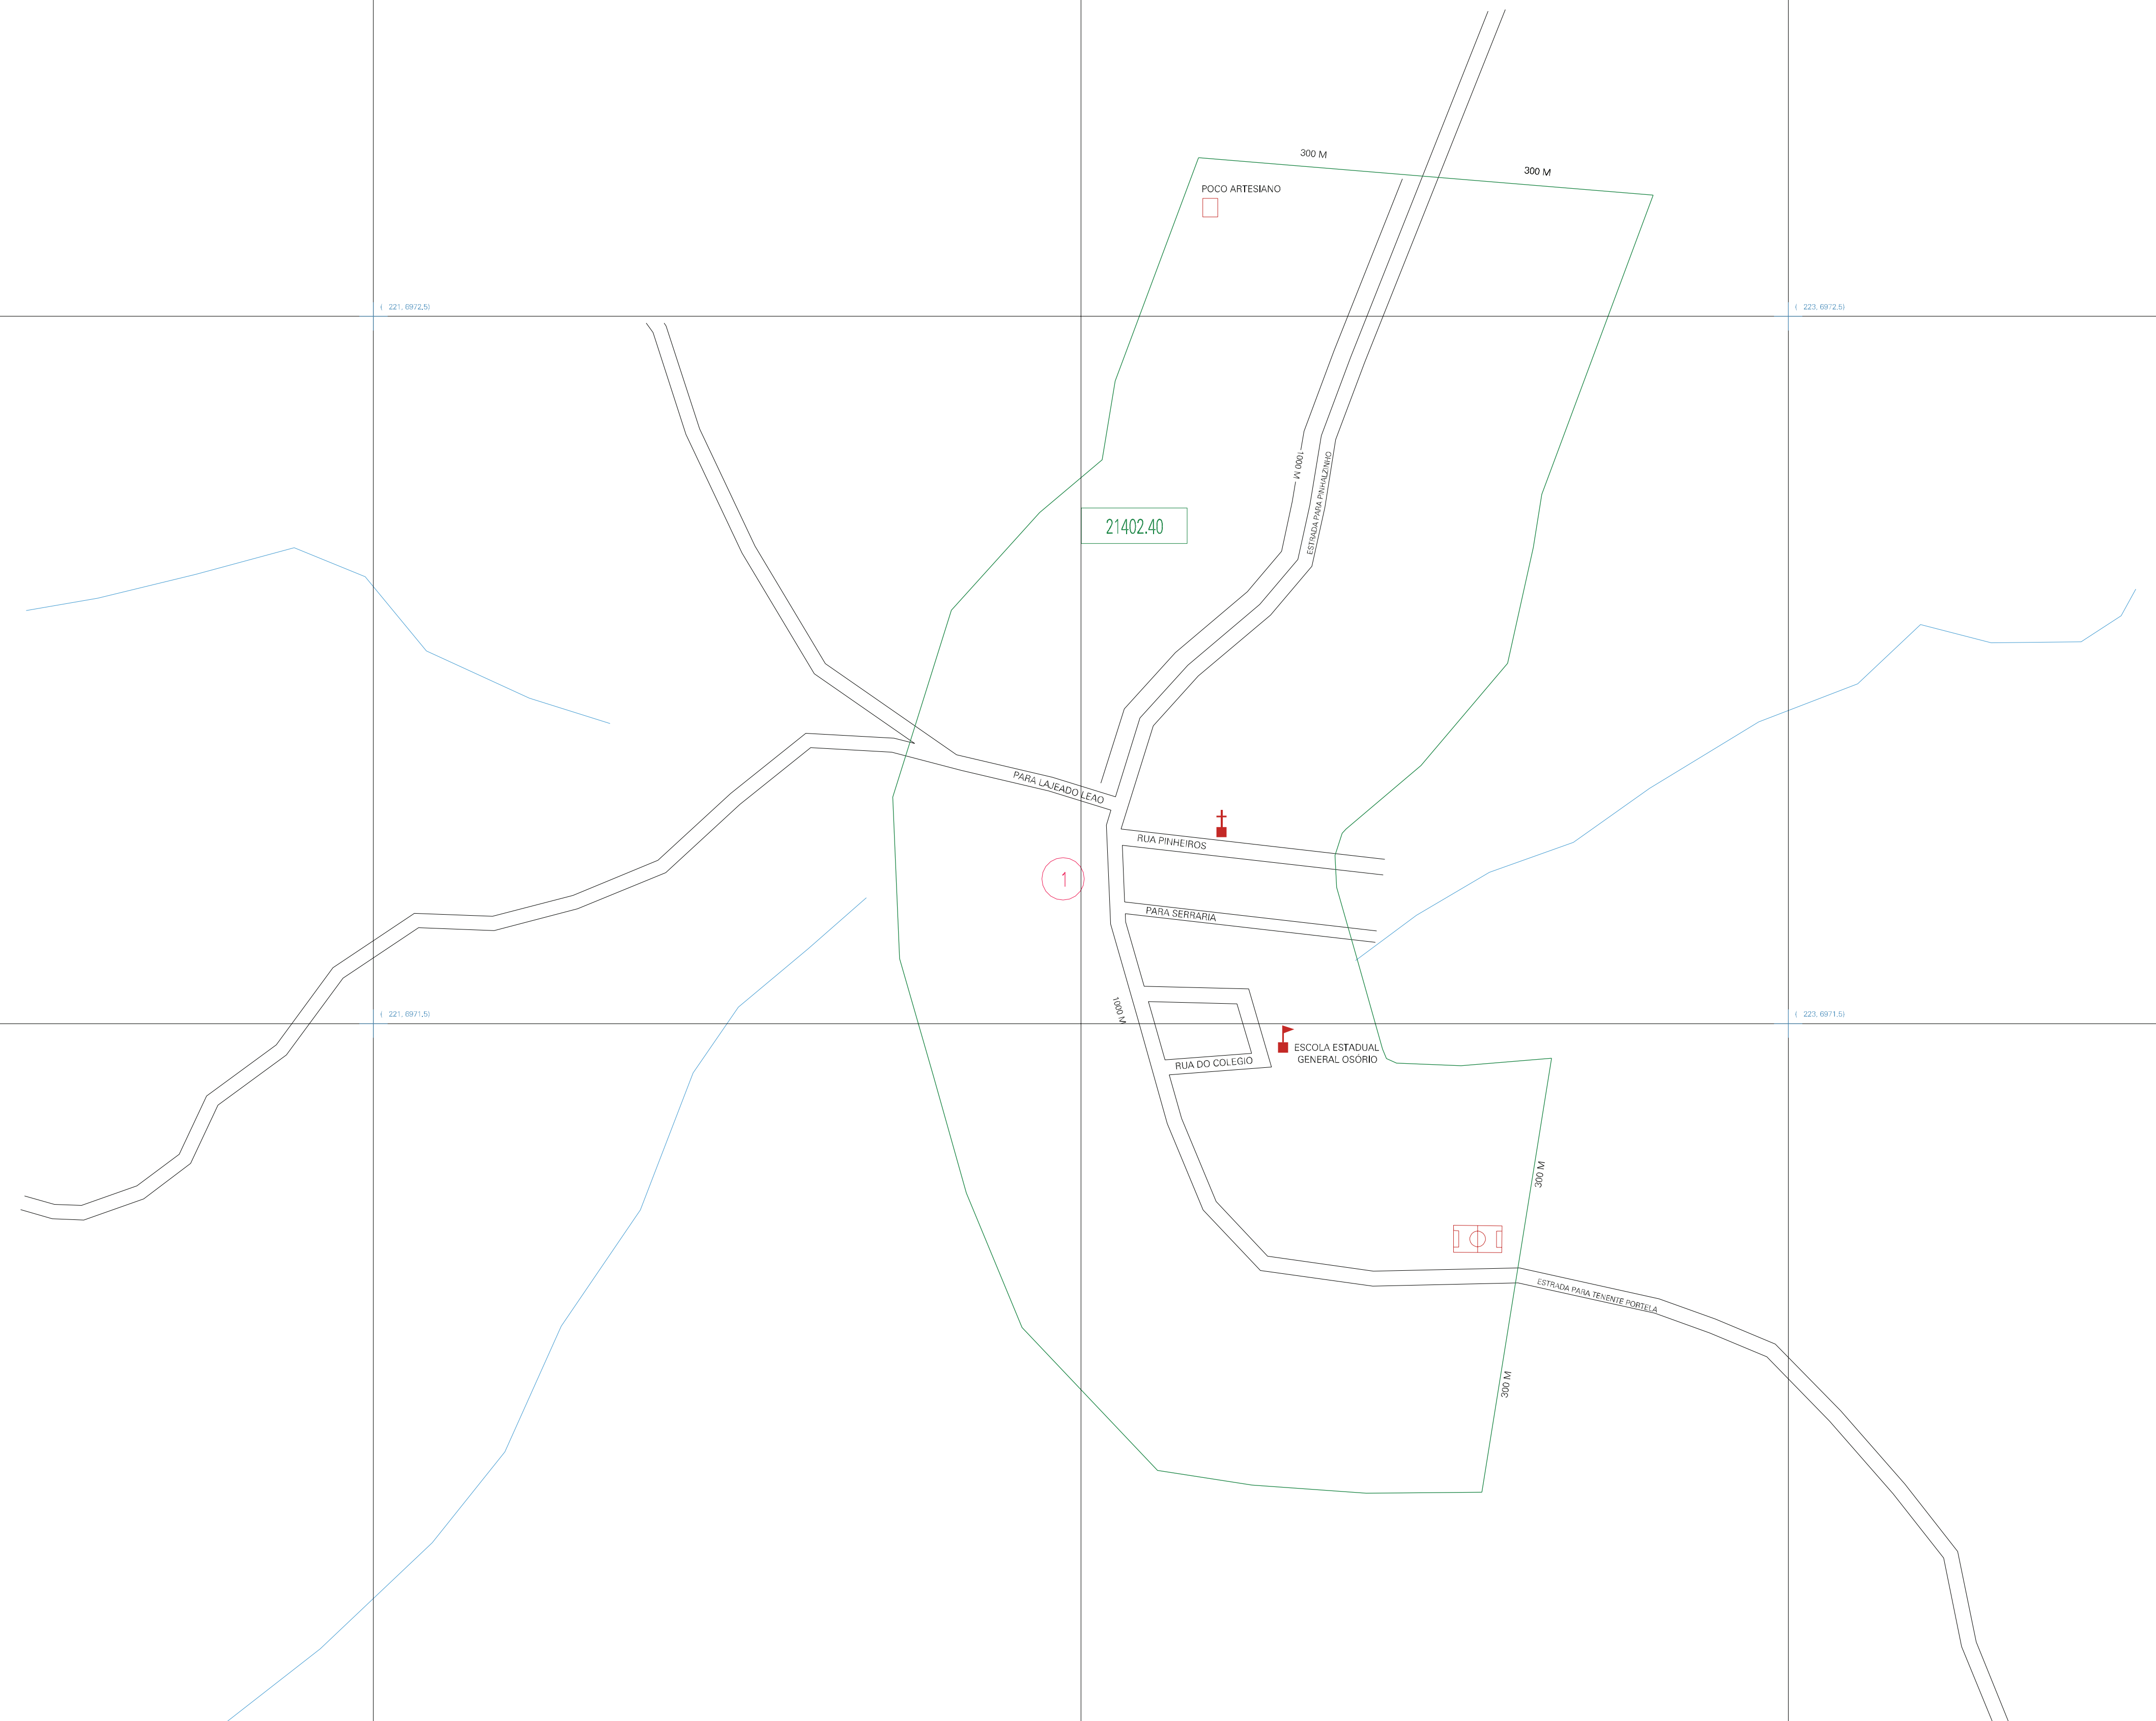 300 M
300 M
POCO ARTESIANO
( 221, 6972,5)
( 223, 6972,5)
1000 M
ESTRADA PARA PINHALZINHO
21402.40
PARA LAJEADO LEAO
RUA PINHEIROS
1
PARA SERRARIA
1000 M
( 221, 6971,5)
( 223, 6971,5)
ESCOLA ESTADUAL
GENERAL OSÓRIO
RUA DO COLEGIO
300 M
ESTRADA PARA TENENTE PORTELA
300 M